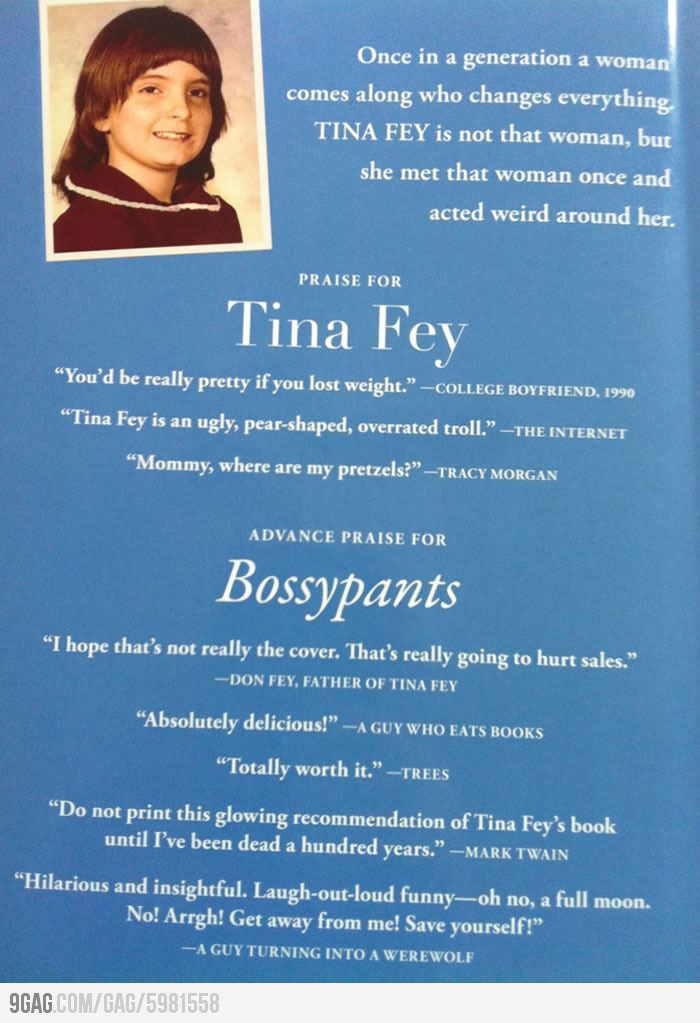 Once in a generation a woman
comes along who changes everything.
TINA FEY is not that woman, but
she met that woman once and
acted weird around her.
PRAISE FOR
Tina Fey
“You’d be really pretty if you lost weight.” —COLLEGE BOYFRIEND, 1990
“Tina Fey is an ugly, pear-shaped, overrated troll.” —THE INTERNET
“Mommy, where are my pretzels?” —TRACY MORGAN
ADVANCE PRAISE FOR
Bossypants
“I hope that’s not really the cover. That’s really going to hurt sales.”
—DON FEY, FATHER OF TINA FEY
“Absolutely delicious!” —A GUY WHO EATS BOOKS
“Totally worth it.” —TREES
“Do not print this glowing recommendation of Tina Fey’s book
until I’ve been dead a hundred years.” —MARK TWAIN
“Hilarious and insightful. Laugh-out-loud funny—oh no, a full moon.
No! Arrgh! Get away from me! Save yourself!”
—A GUY TURNING INTO A WEREWOLF
9GAG.COM/GAG/5981558